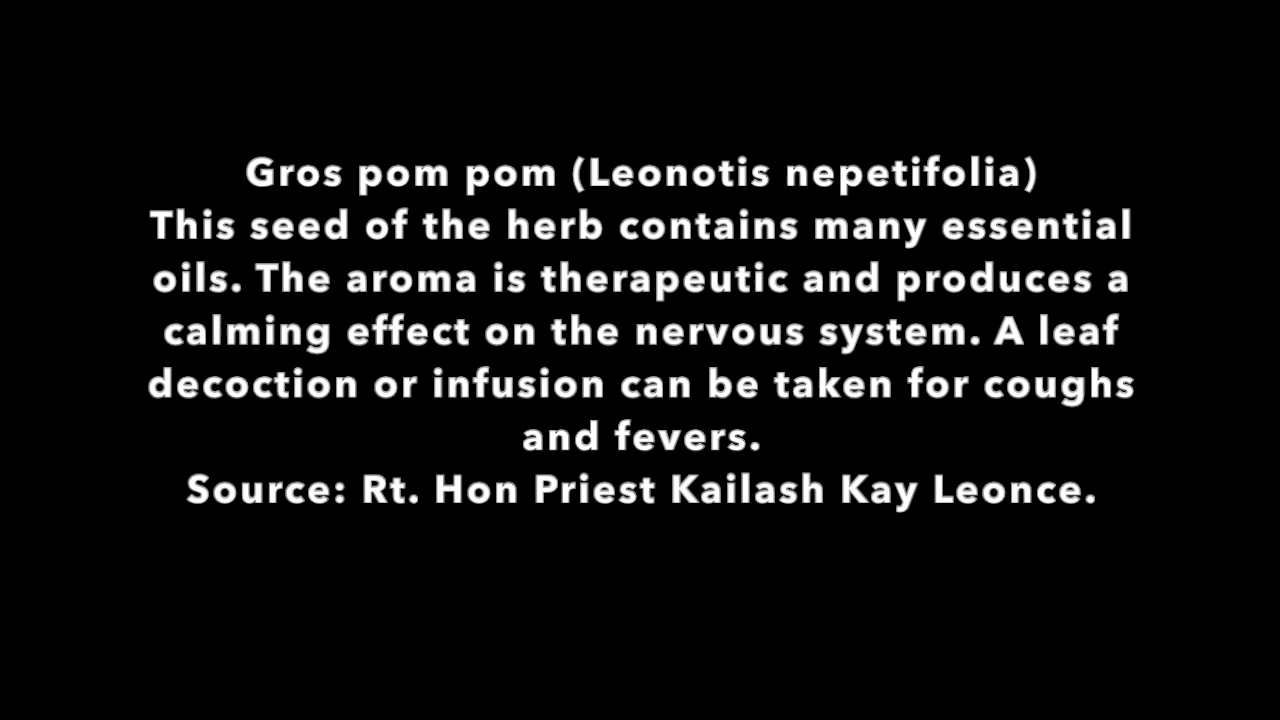 Gros pom pom (Leonotis nepetifolia)
This seed of the herb contains many essential
oils. The aroma is therapeutic and produces a
calming effect on the nervous system. A leaf
decoction or infusion can be taken for coughs
and fevers.
Source: Rt. Hon Priest Kailash Kay Leonce.